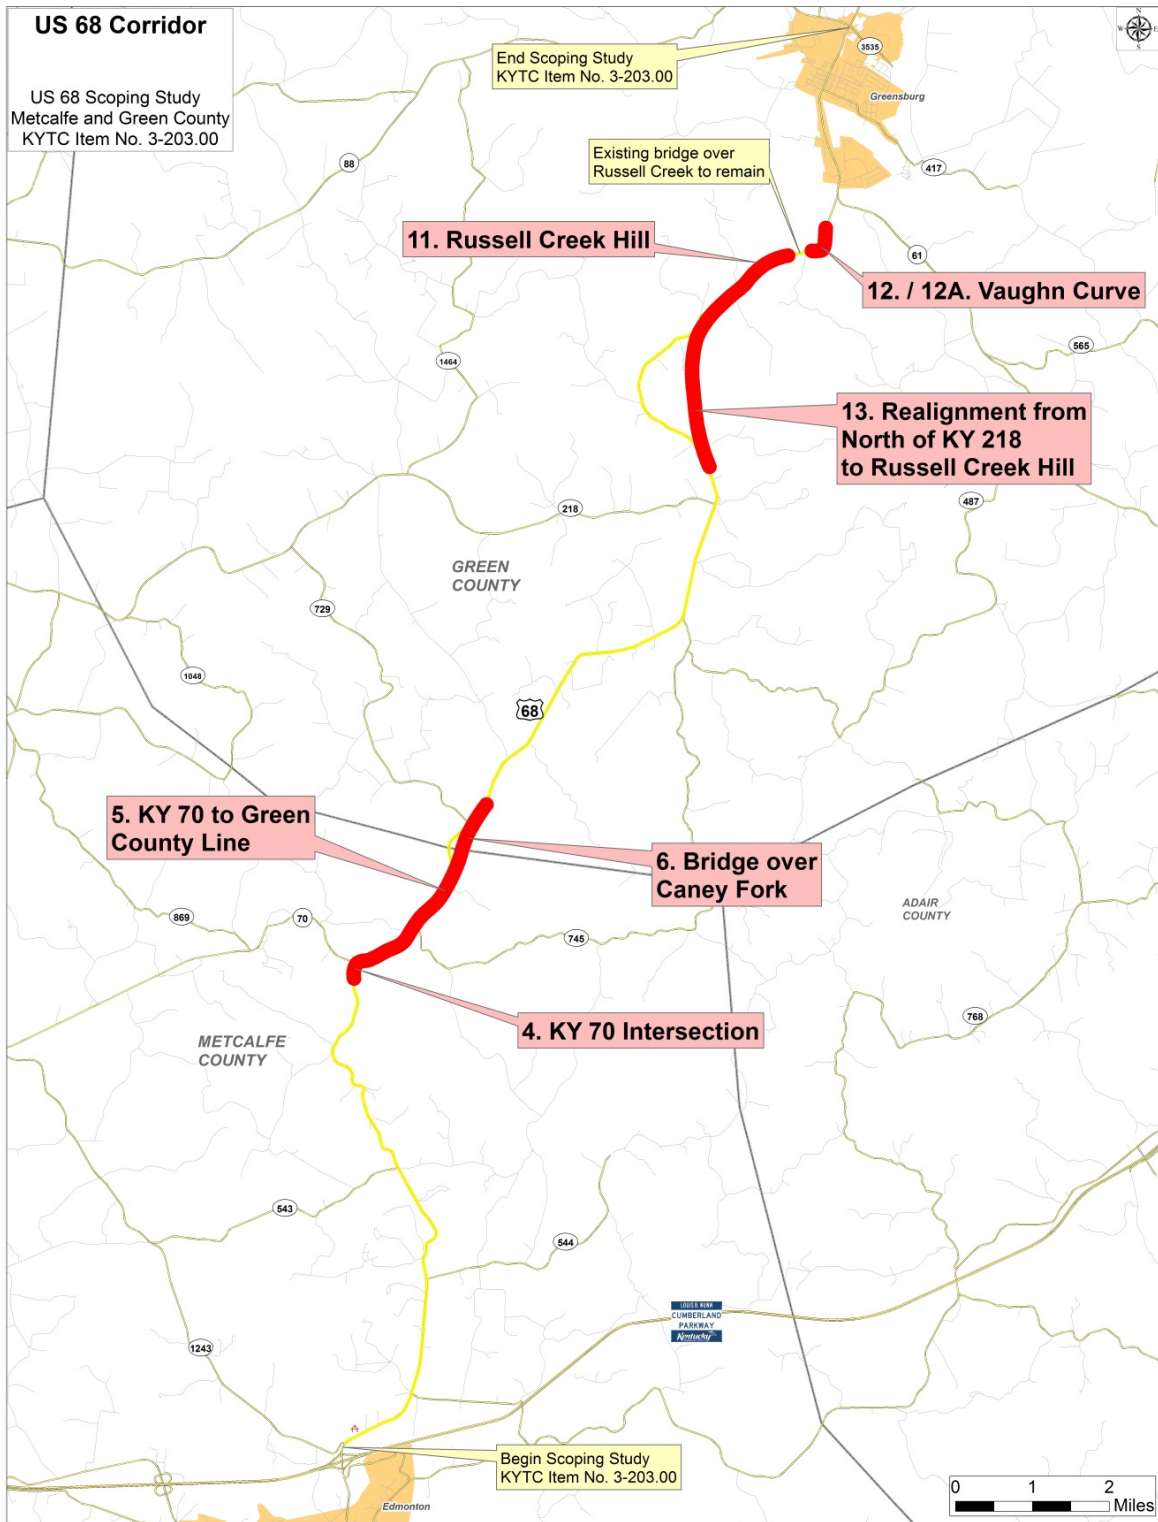 US 68 Corridor
US 68 Scoping Study
Metcalfe and Green County
KYTC Item No. 3-203.00
N
W
E
S
End Scoping Study
KYTC Item No. 3-203.00
3535
Greensburg
Existing bridge over
Russell Creek to remain
88
417
11. Russell Creek Hill
61
12. / 12A. Vaughn Curve
565
1464
13. Realignment from
North of KY 218
to Russell Creek Hill
487
218
GREEN
COUNTY
729
1048
68
5. KY 70 to Green
County Line
6. Bridge over
Caney Fork
ADAIR
COUNTY
869
70
745
768
4. KY 70 Intersection
METCALFE
COUNTY
543
544
LOUIE B. NUNN
CUMBERLAND
PARKWAY
Kentucky
1243
Begin Scoping Study
KYTC Item No. 3-203.00
Edmonton
0 1 2
Miles